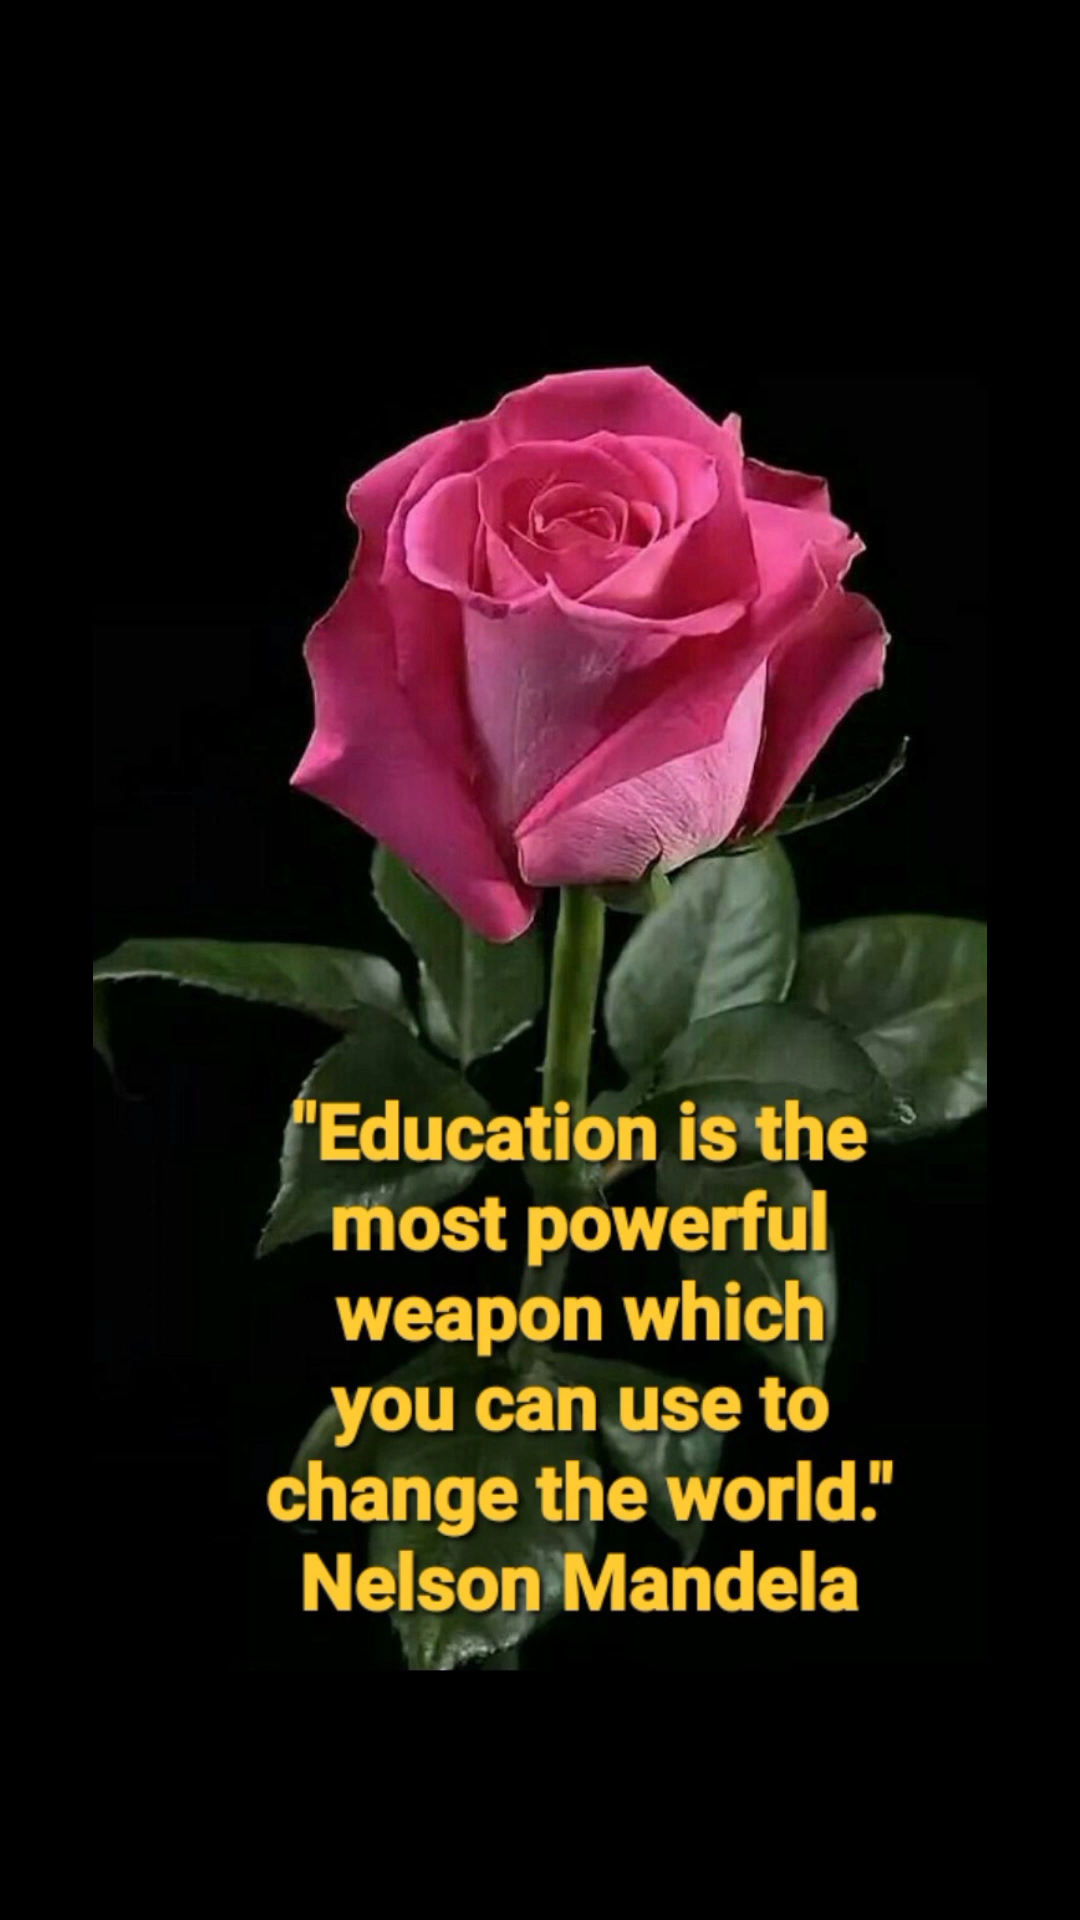 "Education is the
most powerful
weapon which
you can use to
change the world."
Nelson Mandela